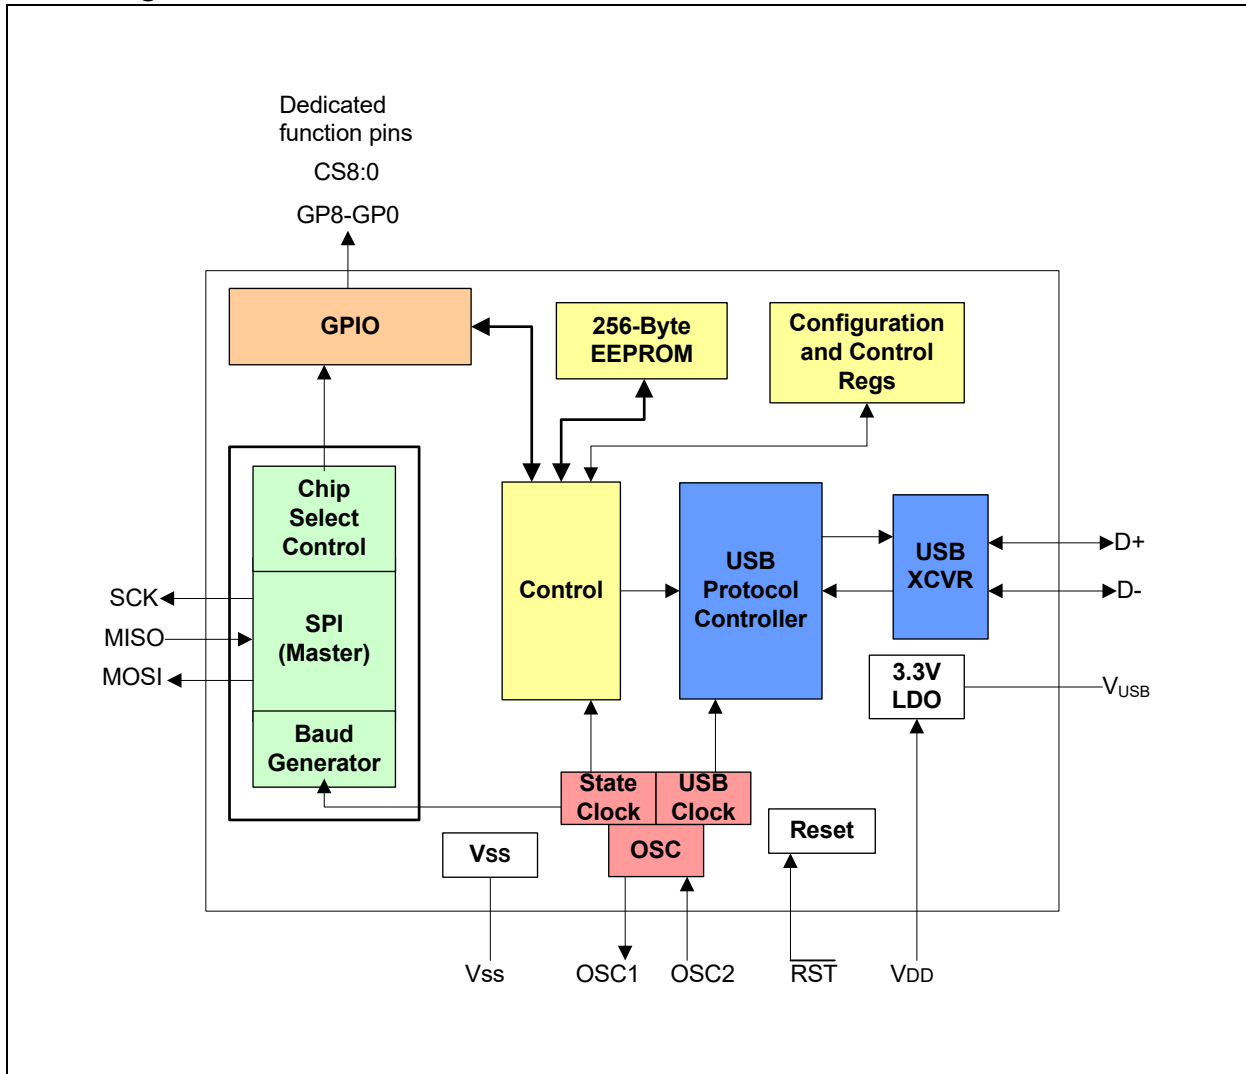 Dedicated
function pins
CS8:0
GP8-GP0
GPIO
256-Byte
EEPROM
Configuration
and Control
Regs
Chip
Select
Control
SPI
(Master)
Baud
Generator
SCK
MISO
MOSI
Control
USB
Protocol
Controller
USB
XCVR
D+
D-
3.3V
LDO
VUSB
State
Clock
USB
Clock
OSC
Reset
Vss
Vss
OSC1
OSC2
RST
VDD